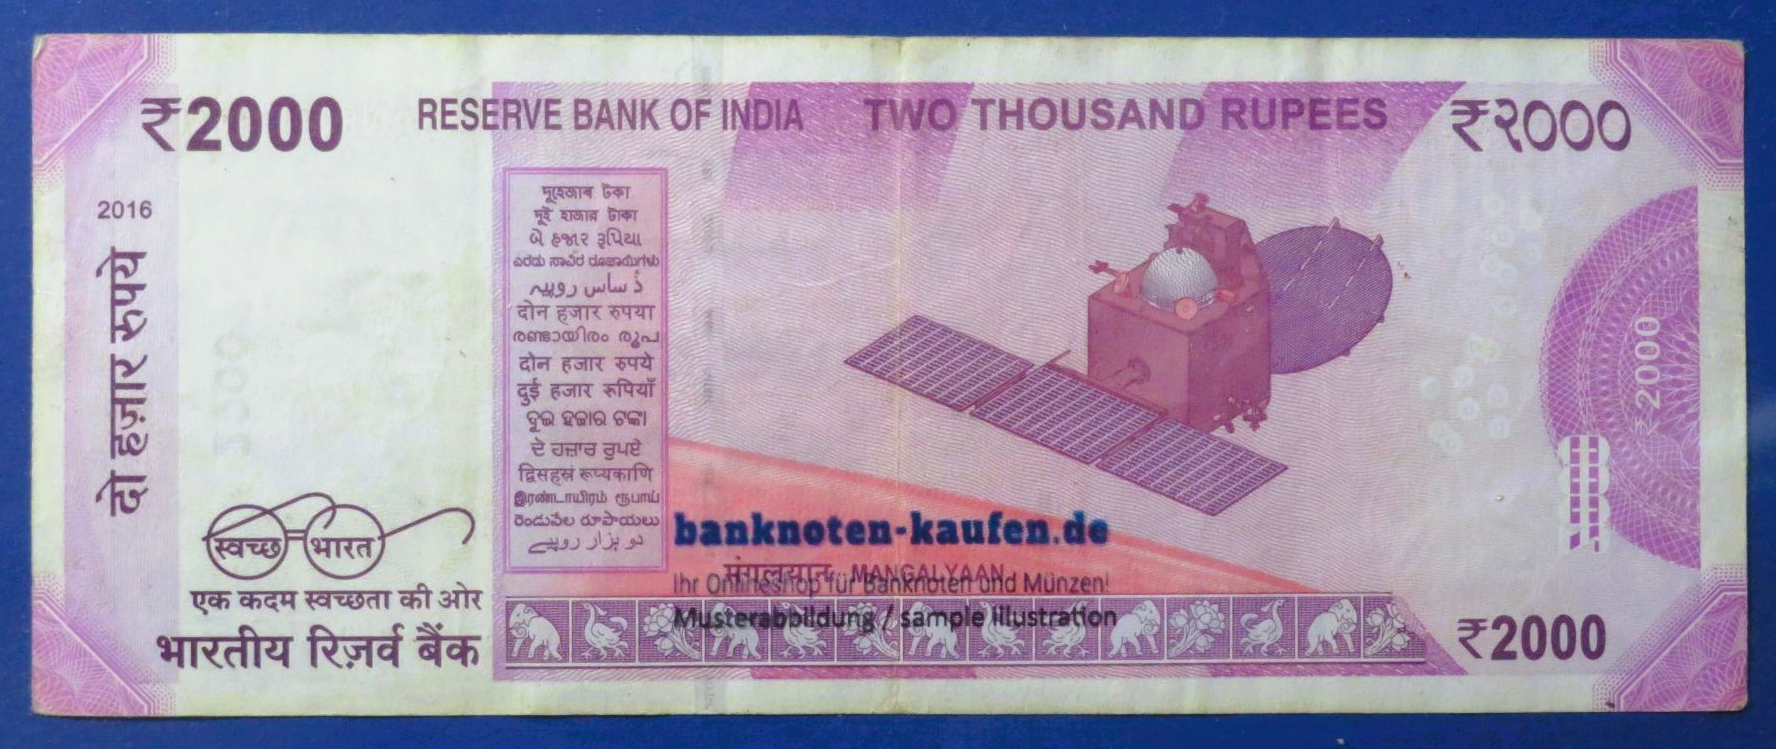 ₹2000 RESERVE BANK OF INDIA TWO THOUSAND RUPEES ₹२०००
2016
दो हज़ार रुपये
দুহেজাৰ টকা
দুই হাজার টাকা
બે હજાર રૂપિયા
ಎರಡು ಸಾವಿರ ರೂಪಾಯಿಗಳು
दोन हजार रुपया
രണ്ടായിരം രൂപ
दोन हजार रुपये
दुई हजार रुपियाँ
ଦୁଇ ହଜାର ଟଙ୍କା
ਦੋ ਹਜ਼ਾਰ ਰੁਪਏ
द्विसहस्रं रूप्यकाणि
இரண்டாயிரம் ரூபாய்
రెండువేల రూపాయలు
دو ہزار روپیے
₹2000
स्वच्छ भारत
एक कदम स्वच्छता की ओर
भारतीय रिज़र्व बैंक
banknoten-kaufen.de
मंगलयान MANGALYAAN
Ihr Onlineshop für Banknoten und Münzen!
Musterabbildung / sample illustration
₹2000